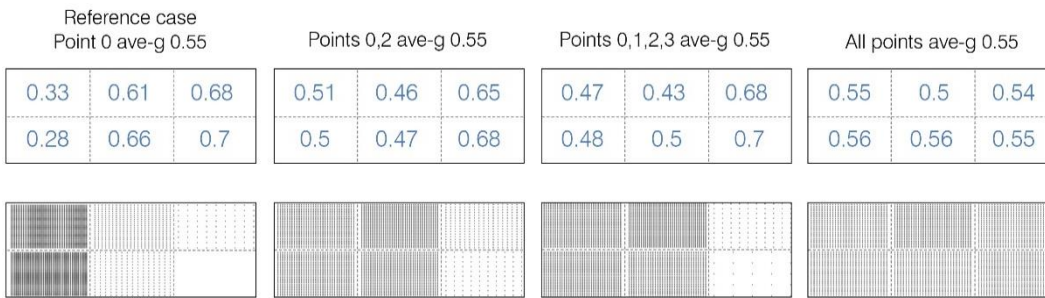 Reference case
Point 0 ave-g 0.55
Points 0,2 ave-g 0.55
Points 0,1,2,3 ave-g 0.55
All points ave-g 0.55
0.33 0.61 0.68
0.28 0.66 0.7
0.51 0.46 0.65
0.5 0.47 0.68
0.47 0.43 0.68
0.48 0.5 0.7
0.55 0.5 0.54
0.56 0.56 0.55